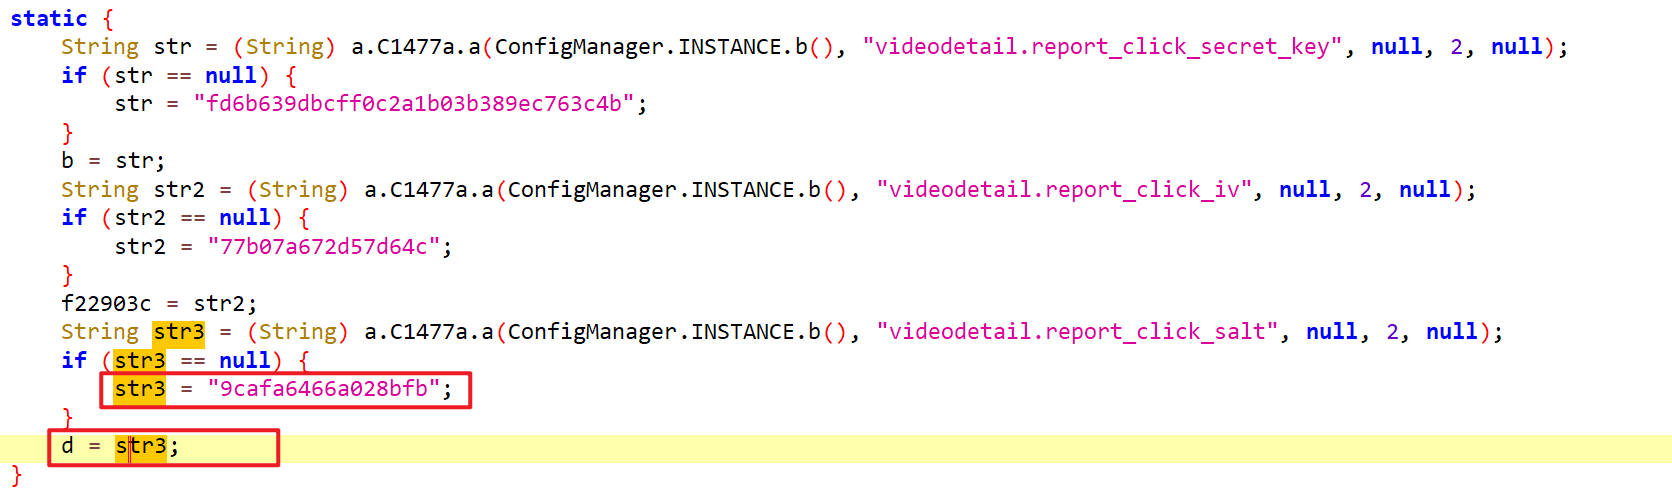 static {
    String str = (String) a.C1477a.a(ConfigManager.INSTANCE.b(), "videodetail.report_click_secret_key", null, 2, null);
    if (str == null) {
        str = "fd6b639dbcff0c2a1b03b389ec763c4b";
    }
    b = str;
    String str2 = (String) a.C1477a.a(ConfigManager.INSTANCE.b(), "videodetail.report_click_iv", null, 2, null);
    if (str2 == null) {
        str2 = "77b07a672d57d64c";
    }
    f22903c = str2;
    String str3 = (String) a.C1477a.a(ConfigManager.INSTANCE.b(), "videodetail.report_click_salt", null, 2, null);
    if (str3 == null) {
        str3 = "9cafa6466a028bfb";
    }
    d = str3;
}